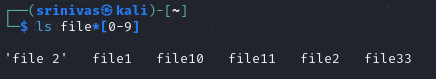 ┌──(srinivas㉿kali)-[~]
└─$ ls file*[0-9]
'file 2'   file1   file10   file11   file2   file33